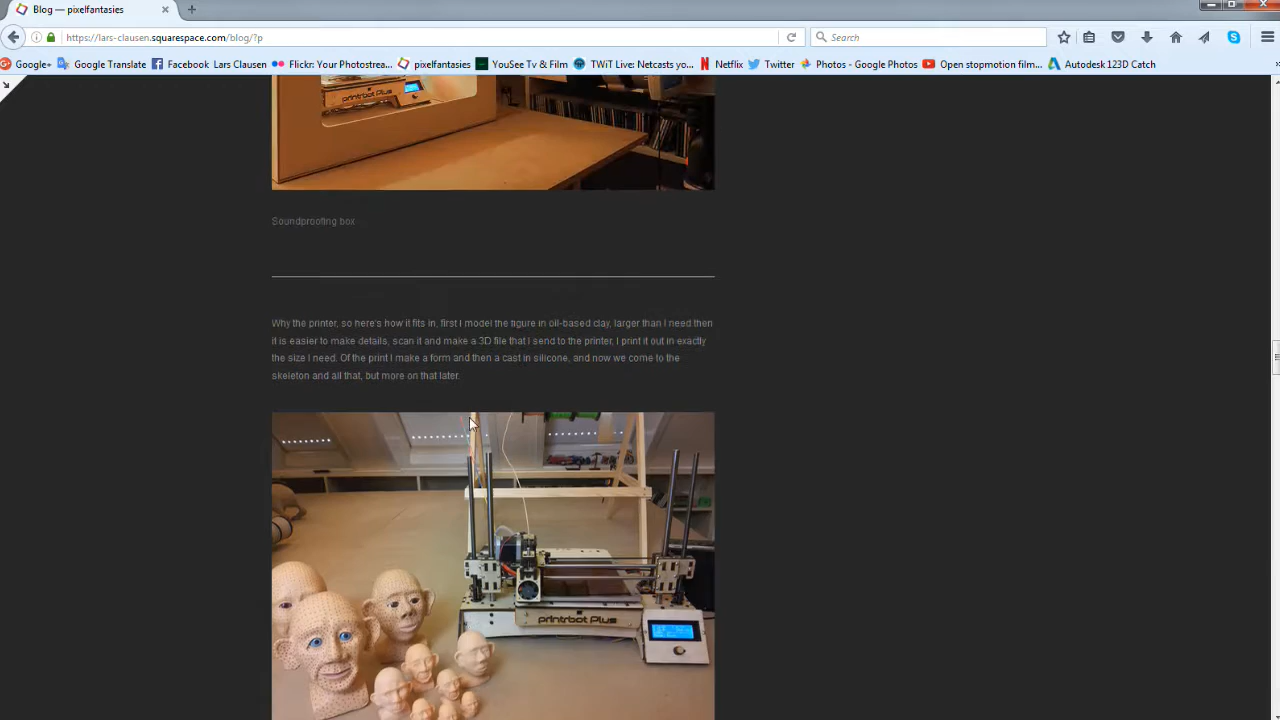 Blog — pixelfantasies
https://lars-clausen.squarespace.com/blog/?p
Search
Google+ Google Translate Facebook Lars Clausen Flickr: Your Photostrea... pixelfantasies YouSee Tv & Film TWiT Live: Netcasts yo... Netflix Twitter Photos - Google Photos Open stopmotion film... Autodesk 123D Catch
printrbot Plus
Soundproofing box
Why the printer, so here's how it fits in, first I model the figure in oil-based clay, larger than I need then
it is easier to make details, scan it and make a 3D file that I send to the printer, I print it out in exactly
the size I need. Of the print I make a form and then a cast in silicone, and now we come to the
skeleton and all that, but more on that later.
printrbot Plus